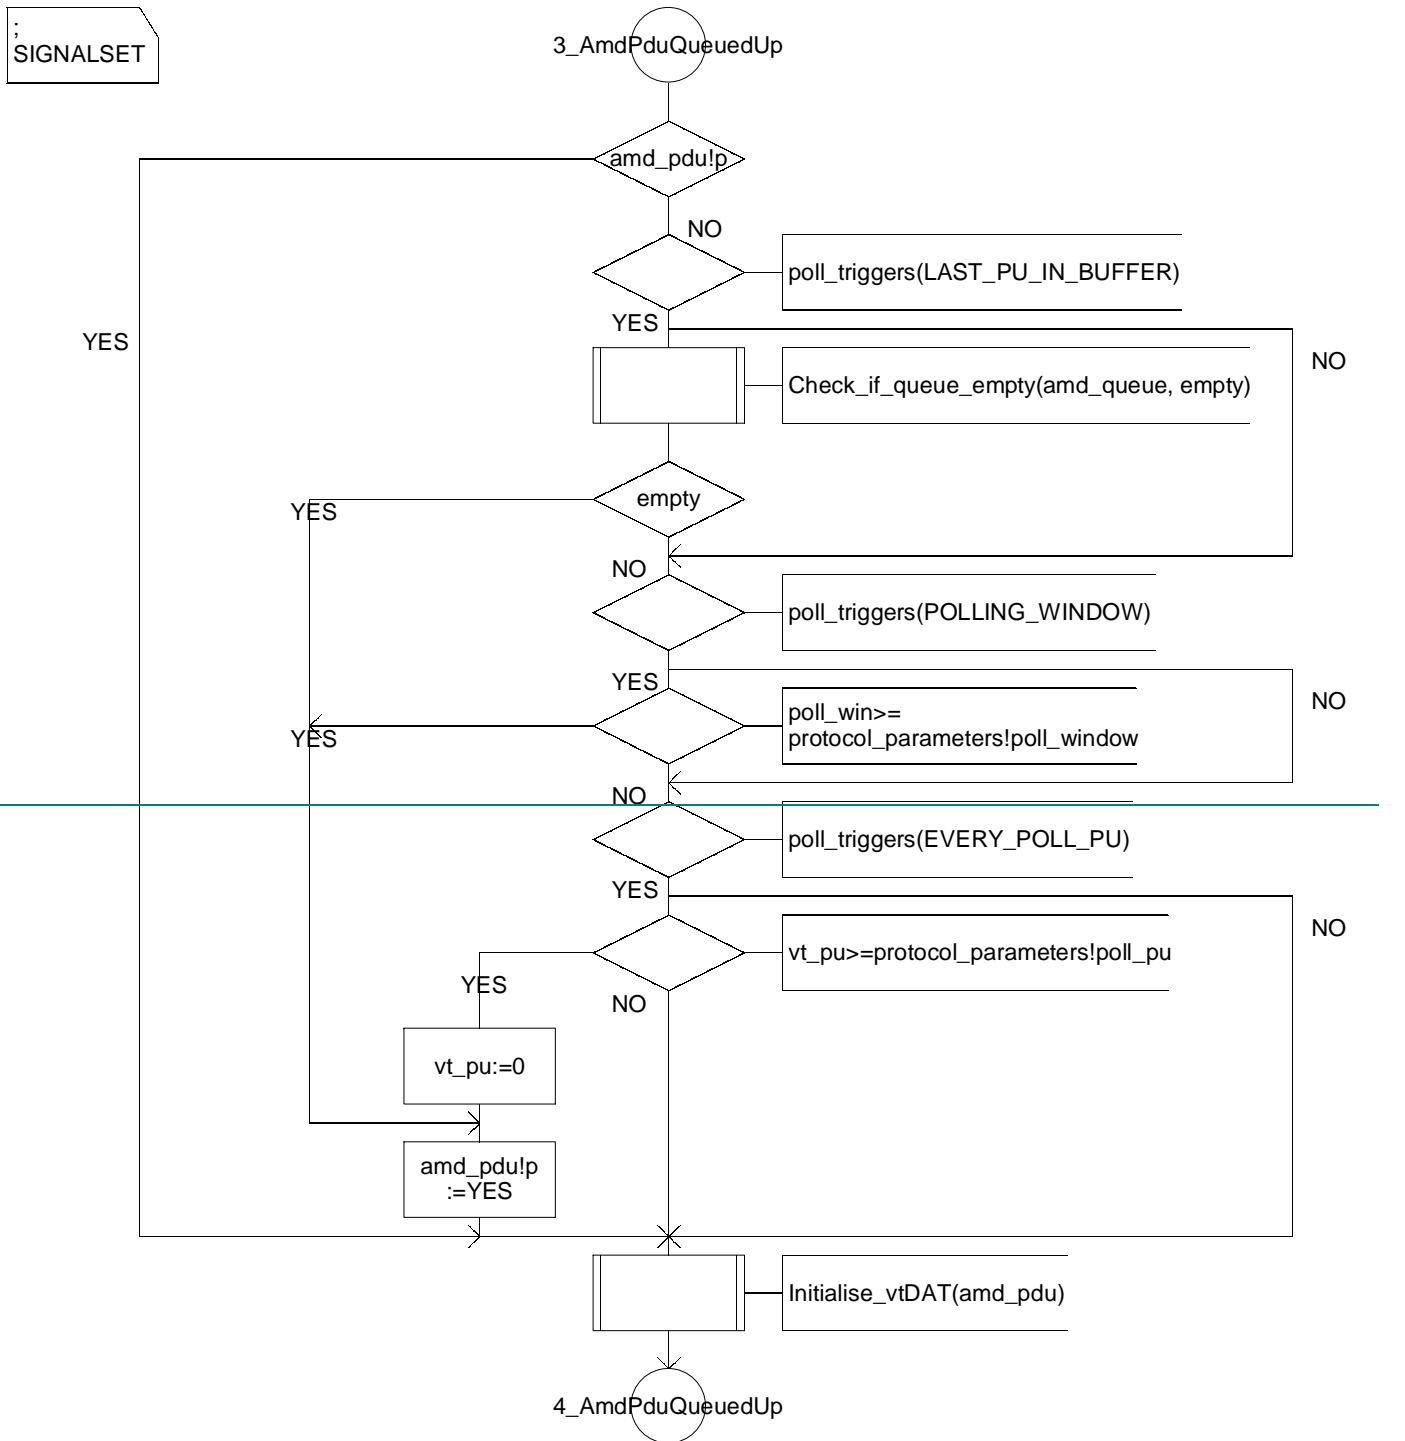 ;
SIGNALSET
3_AmdPduQueuedUp
amd_pdu!p
NO
poll_triggers(LAST_PU_IN_BUFFER)
YES
YES
NO
Check_if_queue_empty(amd_queue, empty)
empty
YES
NO
poll_triggers(POLLING_WINDOW)
YES
NO
poll_win>=
protocol_parameters!poll_window
YES
NO
poll_triggers(EVERY_POLL_PU)
YES
NO
vt_pu>=protocol_parameters!poll_pu
YES
NO
vt_pu:=0
amd_pdu!p
:=YES
Initialise_vtDAT(amd_pdu)
4_AmdPduQueuedUp